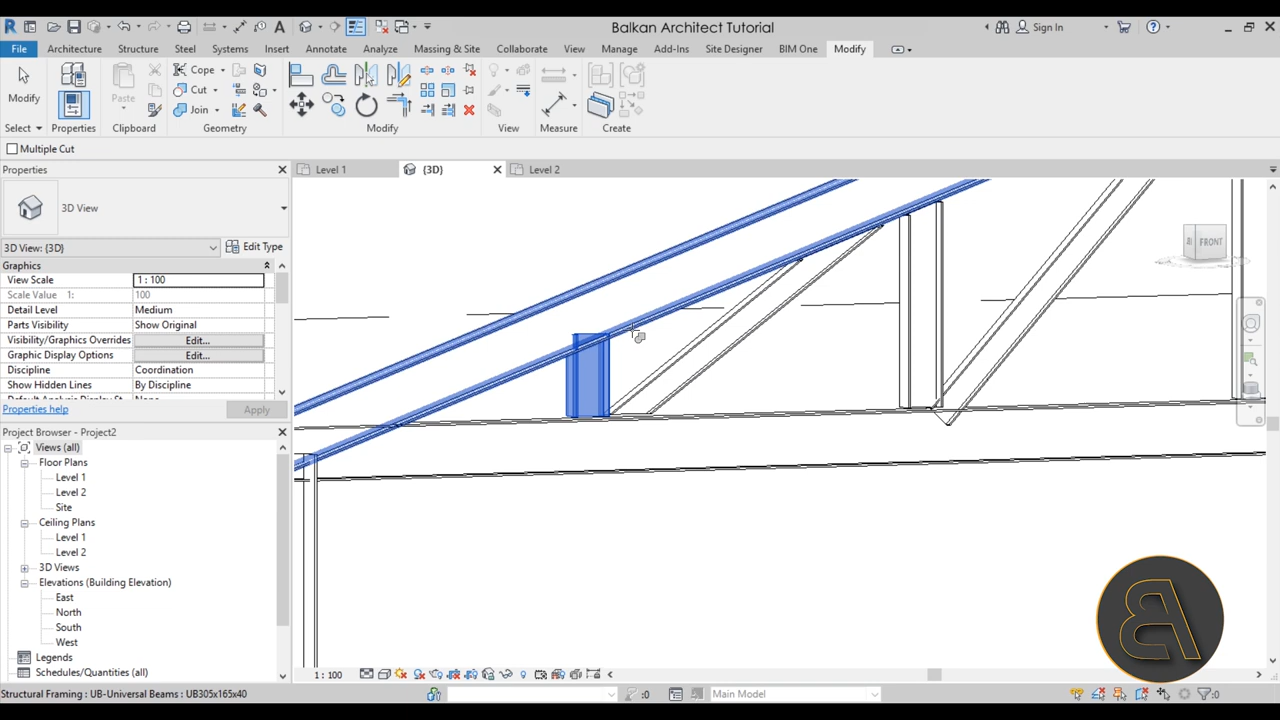 Balkan Architect Tutorial
Sign In
File Architecture Structure Steel Systems Insert Annotate Analyze Massing & Site Collaborate View Manage Add-Ins Site Designer BIM One Modify
Modify Paste Cope Cut Join
Select Properties Clipboard Geometry Modify View Measure Create
Multiple Cut
Properties
Level 1 {3D} Level 2
3D View
3D View: {3D} Edit Type
Graphics
View Scale 1 : 100
Scale Value 1: 100
Detail Level Medium
Parts Visibility Show Original
Visibility/Graphics Overrides Edit...
Graphic Display Options Edit...
Discipline Coordination
Show Hidden Lines By Discipline
Properties help Apply
Project Browser - Project2
Views (all)
Floor Plans
Level 1
Level 2
Site
Ceiling Plans
Level 1
Level 2
3D Views
Elevations (Building Elevation)
East
North
South
West
Legends
Schedules/Quantities (all)
FRONT
1 : 100
Structural Framing : UB-Universal Beams : UB305x165x40 :0 Main Model :0